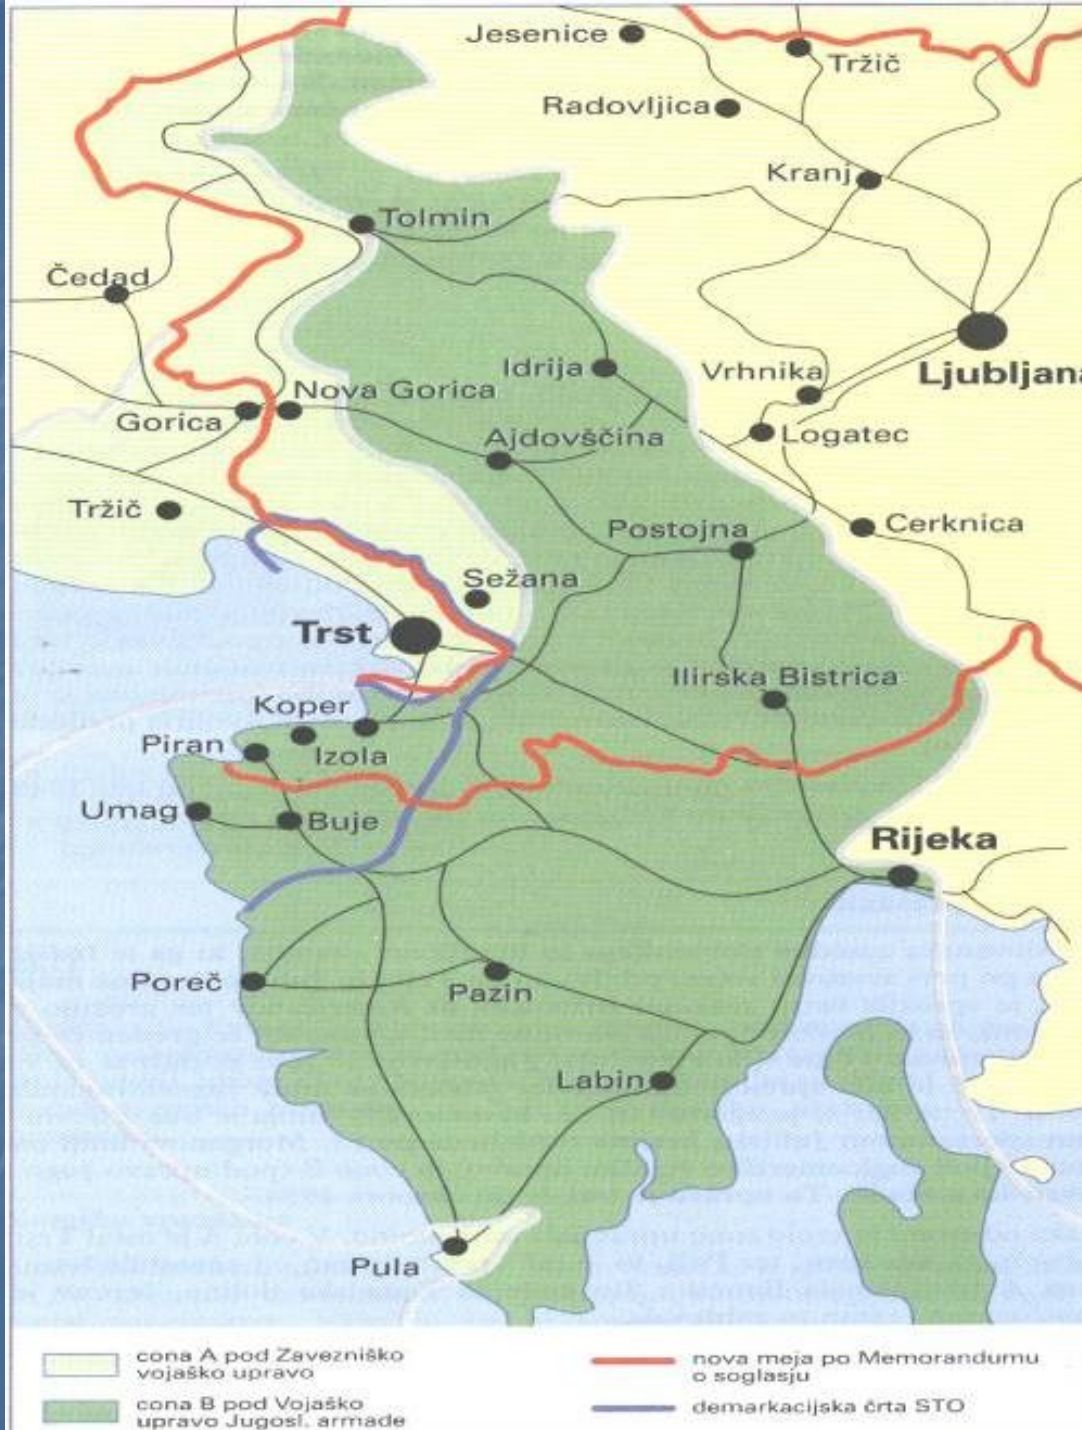 Jesenice
Tržič
Radovljica
Kranj
Tolmin
Čedad
Idrija
Vrhnika
Ljubljana
Nova Gorica
Gorica
Logatec
Ajdovščina
Tržič
Postojna
Cerknica
Sežana
Trst
Ilirska Bistrica
Koper
Piran
Izola
Umag
Buje
Rijeka
Poreč
Pazin
Labin
Pula
cona A pod Zavezniško
vojaško upravo
cona B pod Vojaško
upravo Jugosl. armade
nova meja po Memorandumu
o soglasju
demarkacijska črta STO